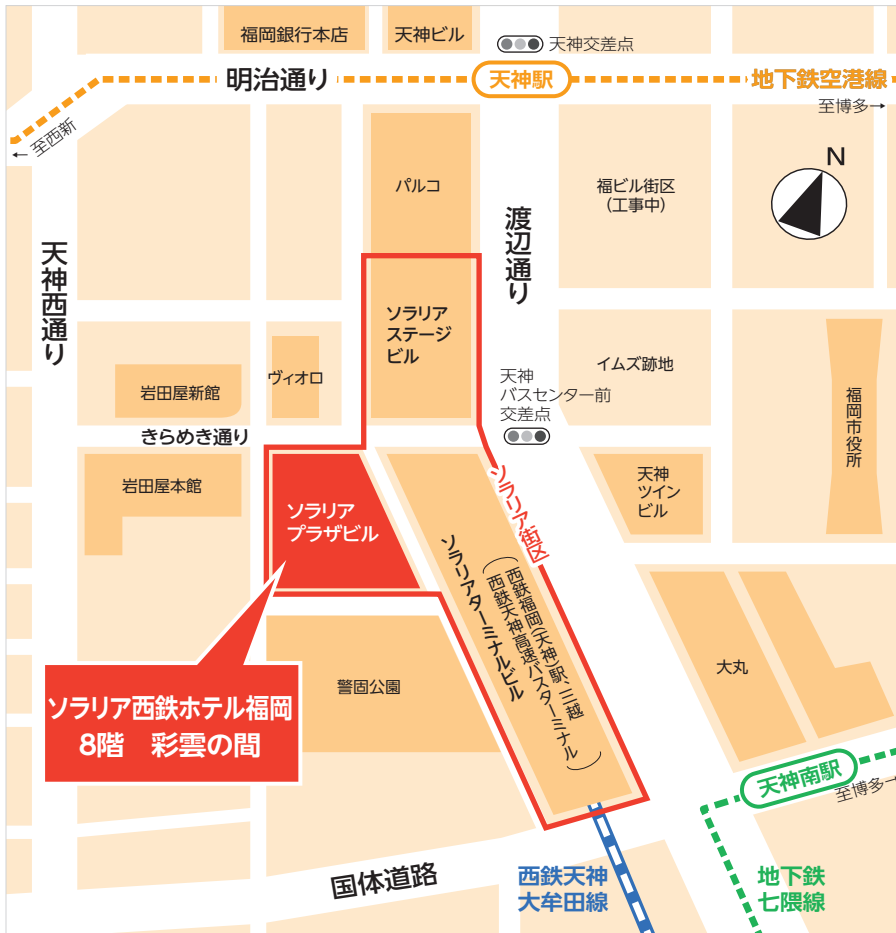 福岡銀行本店
天神ビル
天神交差点
明治通り
天神駅
地下鉄空港線
至博多→
←至西新
パルコ
福ビル街区
(工事中)
N
渡辺通り
天神西通り
ソラリア
ステージ
ビル
ヴィオロ
岩田屋新館
天神
バスセンター前
交差点
イムズ跡地
福岡市役所
きらめき通り
岩田屋本館
ソラリア
プラザビル
ソラリア街区
天神
ツイン
ビル
ソラリアターミナルビル
(西鉄福岡(天神)駅、三越
西鉄天神高速バスターミナル)
大丸
警固公園
ソラリア西鉄ホテル福岡
8階 彩雲の間
天神南駅
至博多→
国体道路
西鉄天神
大牟田線
地下鉄
七隈線